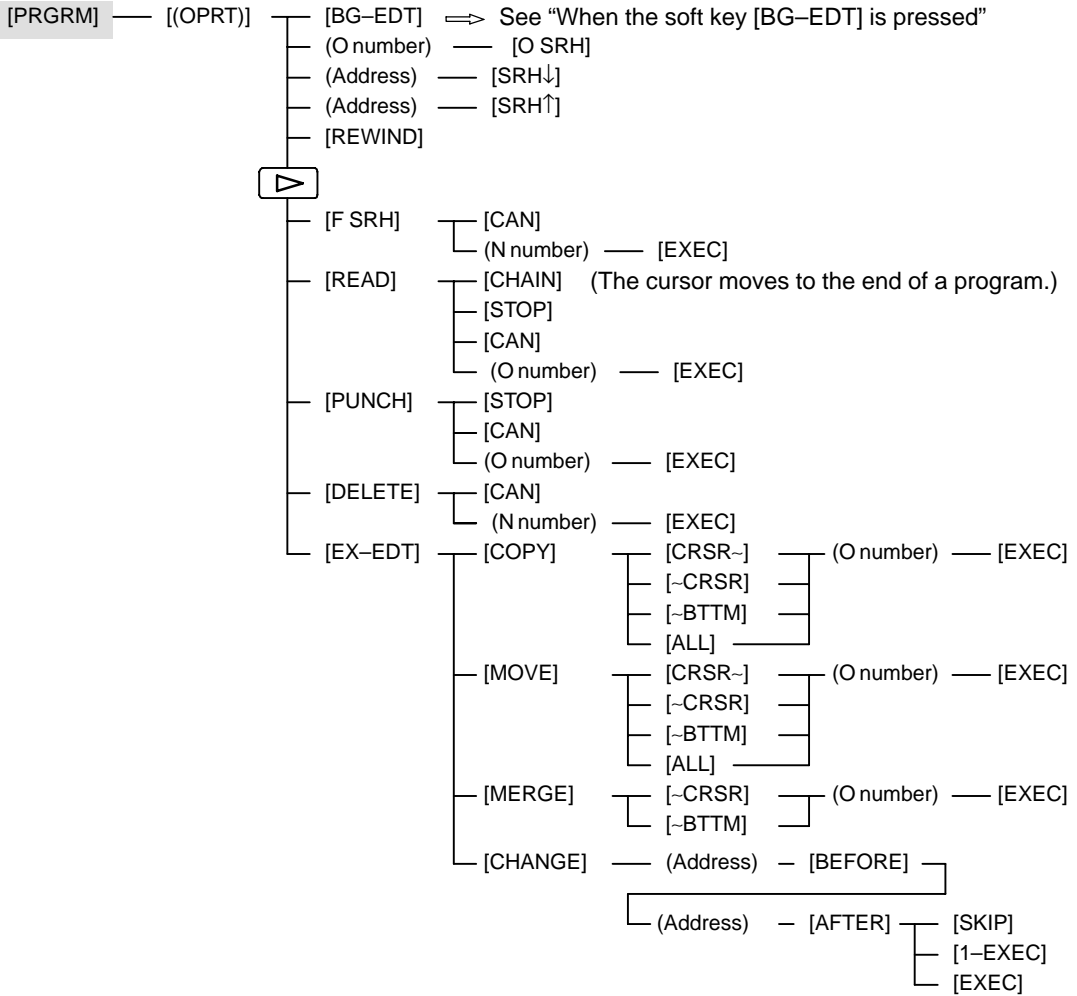 [PRGRM] [(OPRT)] [BG–EDT] See “When the soft key [BG–EDT] is pressed”
(O number) [O SRH]
(Address) [SRH↓]
(Address) [SRH↑]
[REWIND]
[F SRH] [CAN]
(N number) [EXEC]
[READ] [CHAIN] (The cursor moves to the end of a program.)
[STOP]
[CAN]
(O number) [EXEC]
[PUNCH] [STOP]
[CAN]
(O number) [EXEC]
[DELETE] [CAN]
(N number) [EXEC]
[EX–EDT] [COPY] [CRSR~] (O number) [EXEC]
[~CRSR]
[~BTTM]
[ALL]
[MOVE] [CRSR~] (O number) [EXEC]
[~CRSR]
[~BTTM]
[ALL]
[MERGE] [~CRSR] (O number) [EXEC]
[~BTTM]
[CHANGE] (Address) [BEFORE]
(Address) [AFTER] [SKIP]
[1–EXEC]
[EXEC]